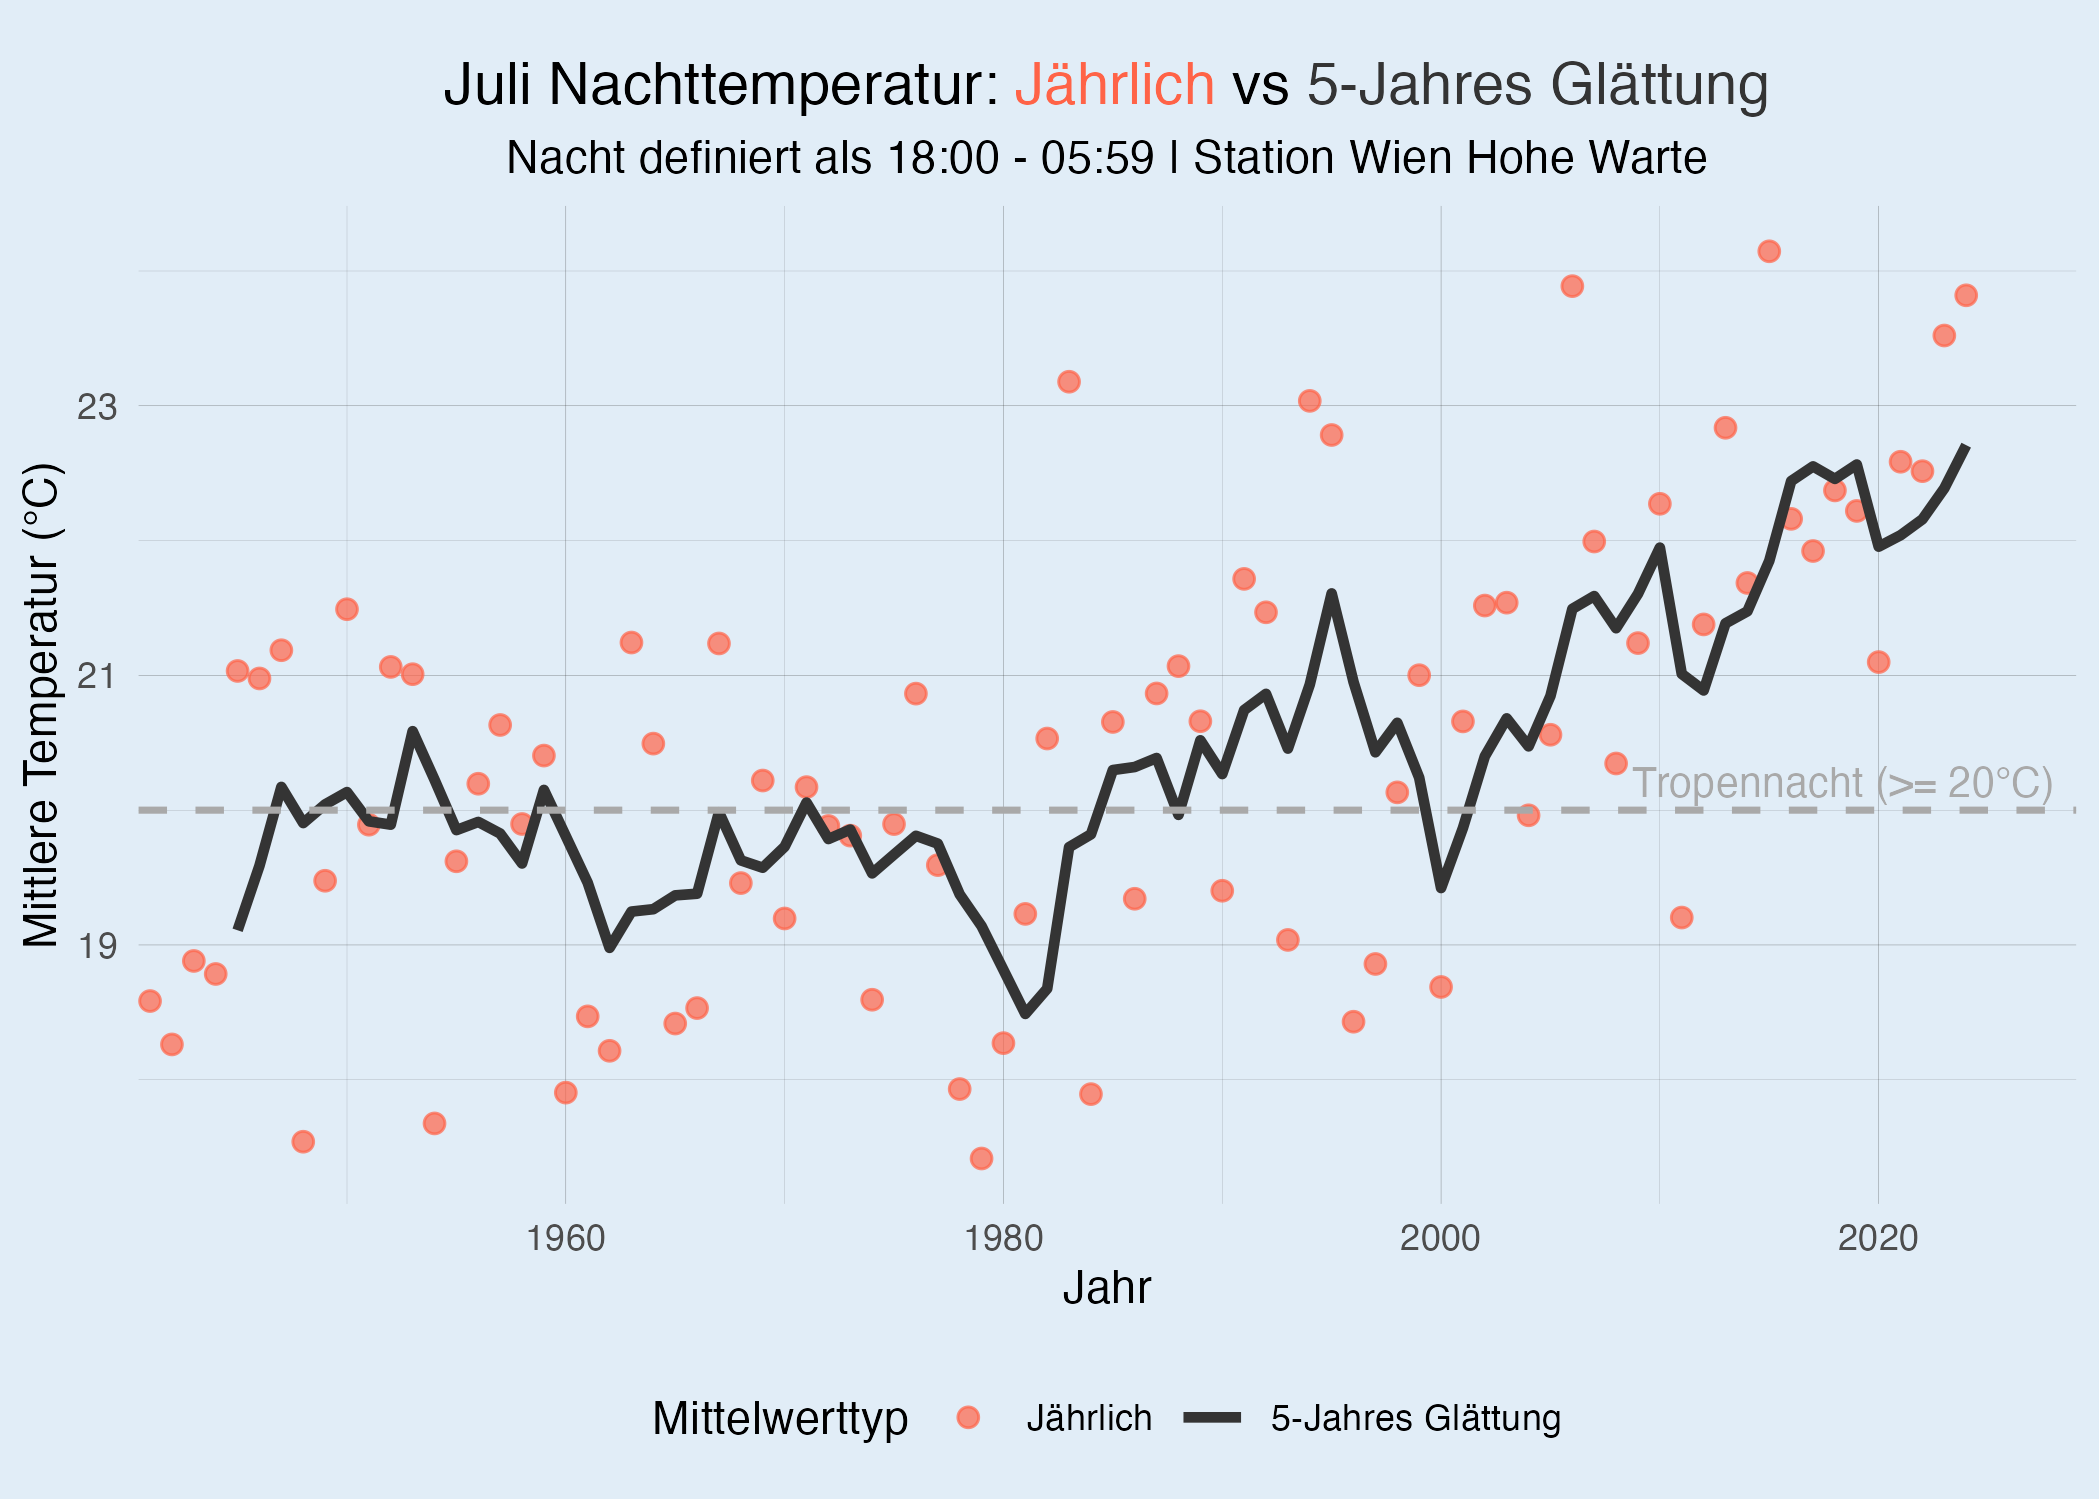 Juli Nachttemperatur: Jährlich vs 5-Jahres Glättung
Nacht definiert als 18:00 - 05:59 | Station Wien Hohe Warte
Mittlere Temperatur (°C)
23
21
19
Tropennacht (>= 20°C)
1960
1980
2000
2020
Jahr
Mittelwerttyp
Jährlich
5-Jahres Glättung